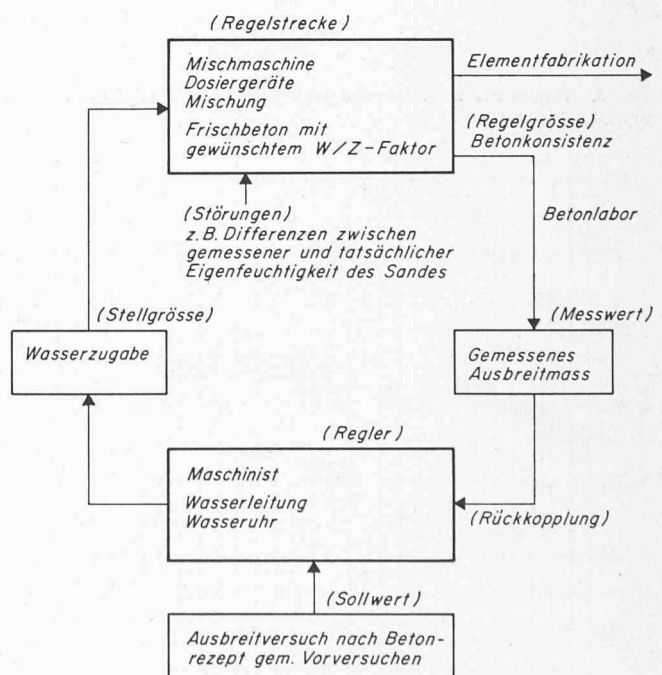 (Regelstrecke)
Mischmaschine
Dosiergeräte
Mischung
Frischbeton mit
gewünschtem W/Z-Faktor
Elementfabrikation
(Regelgrösse)
Betonkonsistenz
(Störungen)
z.B. Differenzen zwischen
gemessener und tatsächlicher
Eigenfeuchtigkeit des Sandes
Betonlabor
(Stellgrösse)
Wasserzugabe
(Messwert)
Gemessenes
Ausbreitmass
(Regler)
Maschinist
Wasserleitung
Wasseruhr
(Rückkopplung)
(Sollwert)
Ausbreitversuch nach Beton-
rezept gem. Vorversuchen